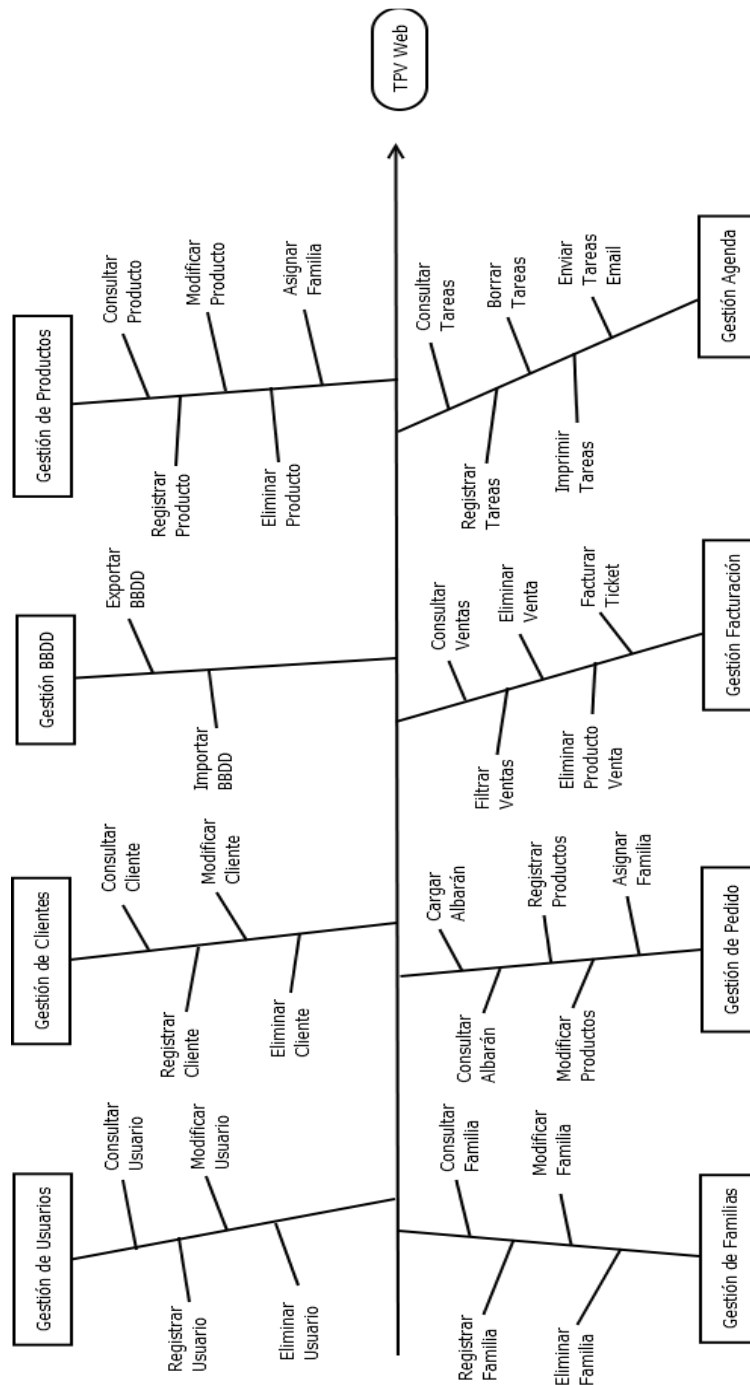 Gestión de Usuarios
Consultar
Usuario
Registrar
Usuario
Modificar
Usuario
Eliminar
Usuario
Gestión de Clientes
Consultar
Cliente
Registrar
Cliente
Modificar
Cliente
Eliminar
Cliente
Gestión BBDD
Exportar
BBDD
Importar
BBDD
Gestión de Productos
Consultar
Producto
Registrar
Producto
Modificar
Producto
Eliminar
Producto
Asignar
Familia
TPV Web
Consultar
Familia
Registrar
Familia
Modificar
Familia
Eliminar
Familia
Gestión de Familias
Cargar
Albarán
Consultar
Albarán
Registrar
Productos
Modificar
Productos
Asignar
Familia
Gestión de Pedido
Consultar
Ventas
Filtrar
Ventas
Eliminar
Venta
Eliminar
Producto
Venta
Facturar
Ticket
Gestión Facturación
Consultar
Tareas
Registrar
Tareas
Borrar
Tareas
Imprimir
Tareas
Enviar
Tareas
Email
Gestión Agenda